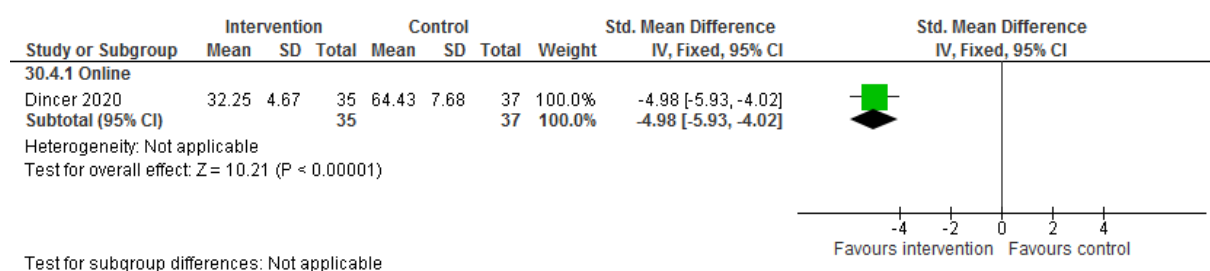 Intervention Control Std. Mean Difference Std. Mean Difference
Study or Subgroup Mean SD Total Mean SD Total Weight IV, Fixed, 95% CI IV, Fixed, 95% CI
30.4.1 Online
Dincer 2020 32.25 4.67 35 64.43 7.68 37 100.0% -4.98 [-5.93, -4.02]
Subtotal (95% CI) 35 37 100.0% -4.98 [-5.93, -4.02]
Heterogeneity: Not applicable
Test for overall effect: Z = 10.21 (P < 0.00001)
-4 -2 0 2 4
Favours intervention Favours control
Test for subgroup differences: Not applicable